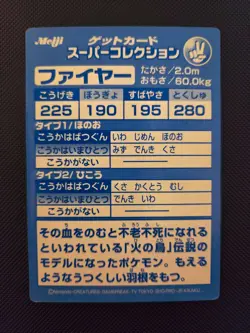 Meiji ゲットカード
スーパーコレクション
ファイヤー たかさ/2.0m
おもさ/60.0kg
こうげき ぼうぎょ すばやさ とくしゅ
225 190 195 280
タイプ1/ほのお
こうかはばつぐん いわ じめん ほのお
こうかはいまひとつ みず でんき くさ
こうかがない
タイプ2/ひこう
こうかはばつぐん くさ かくとう むし
こうかはいまひとつ でんき いわ
こうかがない
その血をのむと不老不死になれる
といわれている「火の鳥」伝説の
モデルになったポケモン。もえる
ようなうつくしい羽根をもつ。